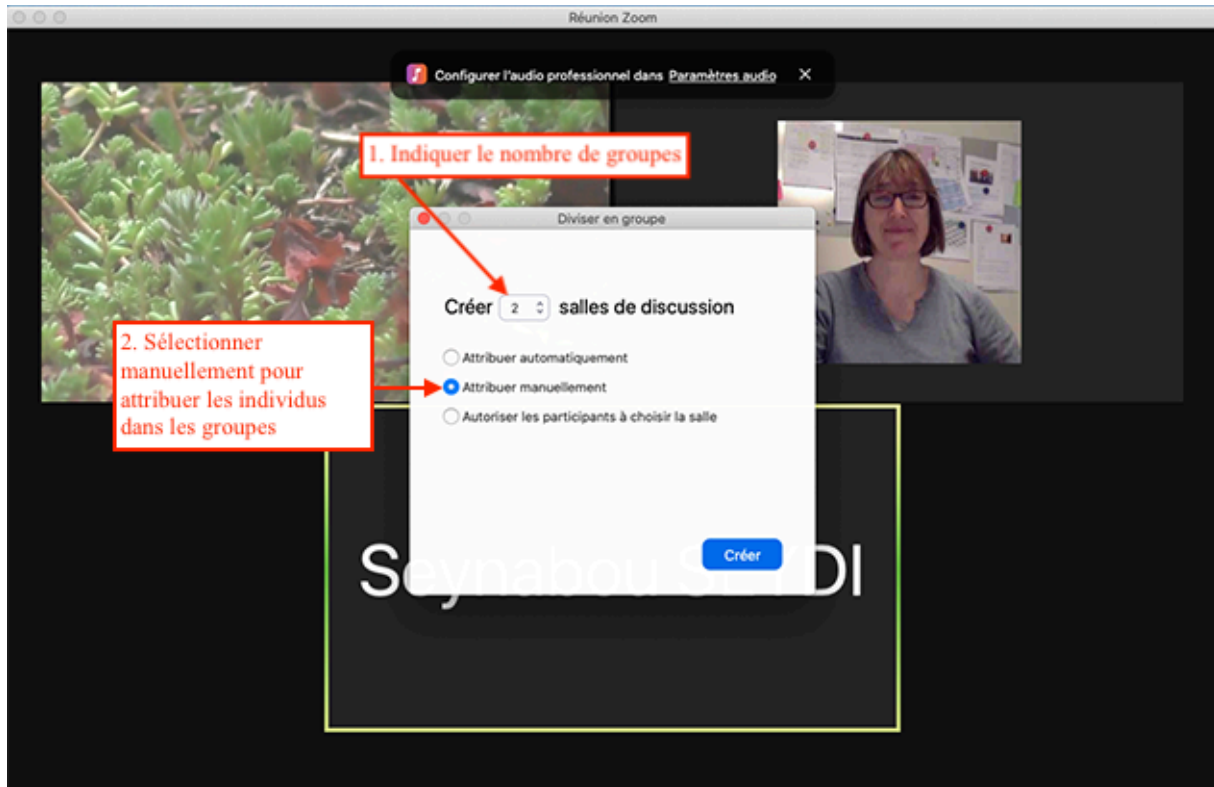 Réunion Zoom
Configurer l'audio professionnel dans Paramètres audio
1. Indiquer le nombre de groupes
Diviser en groupe
Créer 2 salles de discussion
2. Sélectionner
manuellement pour
attribuer les individus
dans les groupes
Attribuer automatiquement
Attribuer manuellement
Autoriser les participants à choisir la salle
Créer
Seynabou SEYDI